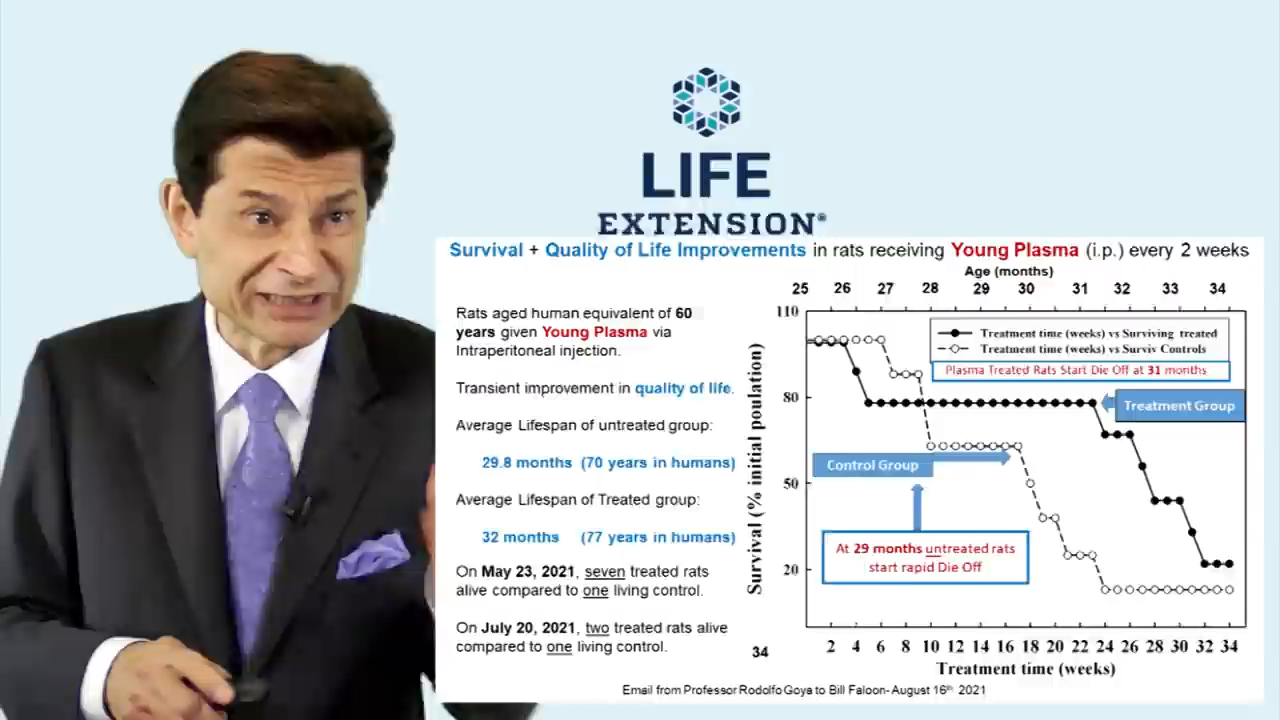 LIFE
EXTENSION®
Survival + Quality of Life Improvements in rats receiving Young Plasma (i.p.) every 2 weeks
Rats aged human equivalent of 60
years given Young Plasma via
Intraperitoneal injection.
Transient improvement in quality of life.
Average Lifespan of untreated group:
29.8 months (70 years in humans)
Average Lifespan of Treated group:
32 months (77 years in humans)
On May 23, 2021, seven treated rats
alive compared to one living control.
On July 20, 2021, two treated rats alive
compared to one living control.
Age (months)
25 26 27 28 29 30 31 32 33 34
110
80
50
20
Survival (% initial population)
Treatment time (weeks) vs Surviving treated
Treatment time (weeks) vs Surviv Controls
Plasma Treated Rats Start Die Off at 31 months
Treatment Group
Control Group
At 29 months untreated rats
start rapid Die Off
34
2 4 6 8 10 12 14 16 18 20 22 24 26 28 30 32 34
Treatment time (weeks)
Email from Professor Rodolfo Goya to Bill Faloon- August 16th 2021